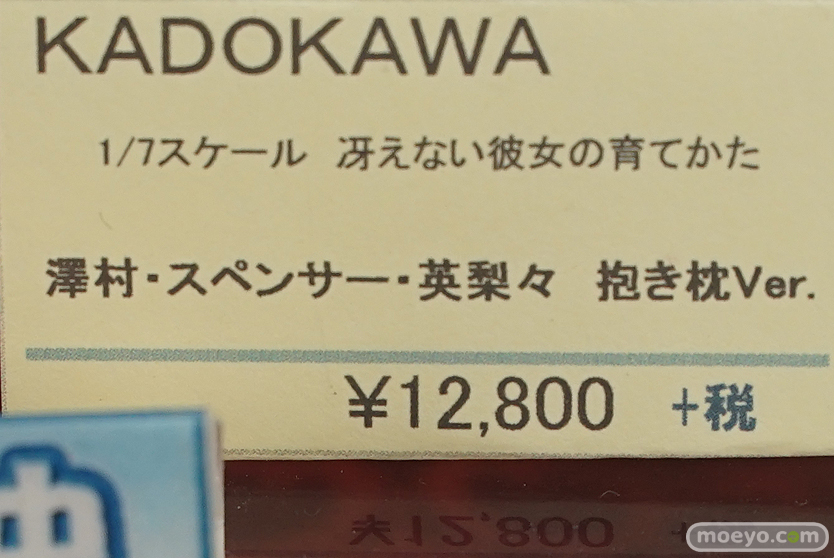 KADOKAWA
1/7スケール 冴えない彼女の育てかた
澤村・スペンサー・英梨々 抱き枕Ver.
¥12,800 +税
¥12,800
moeyo.com